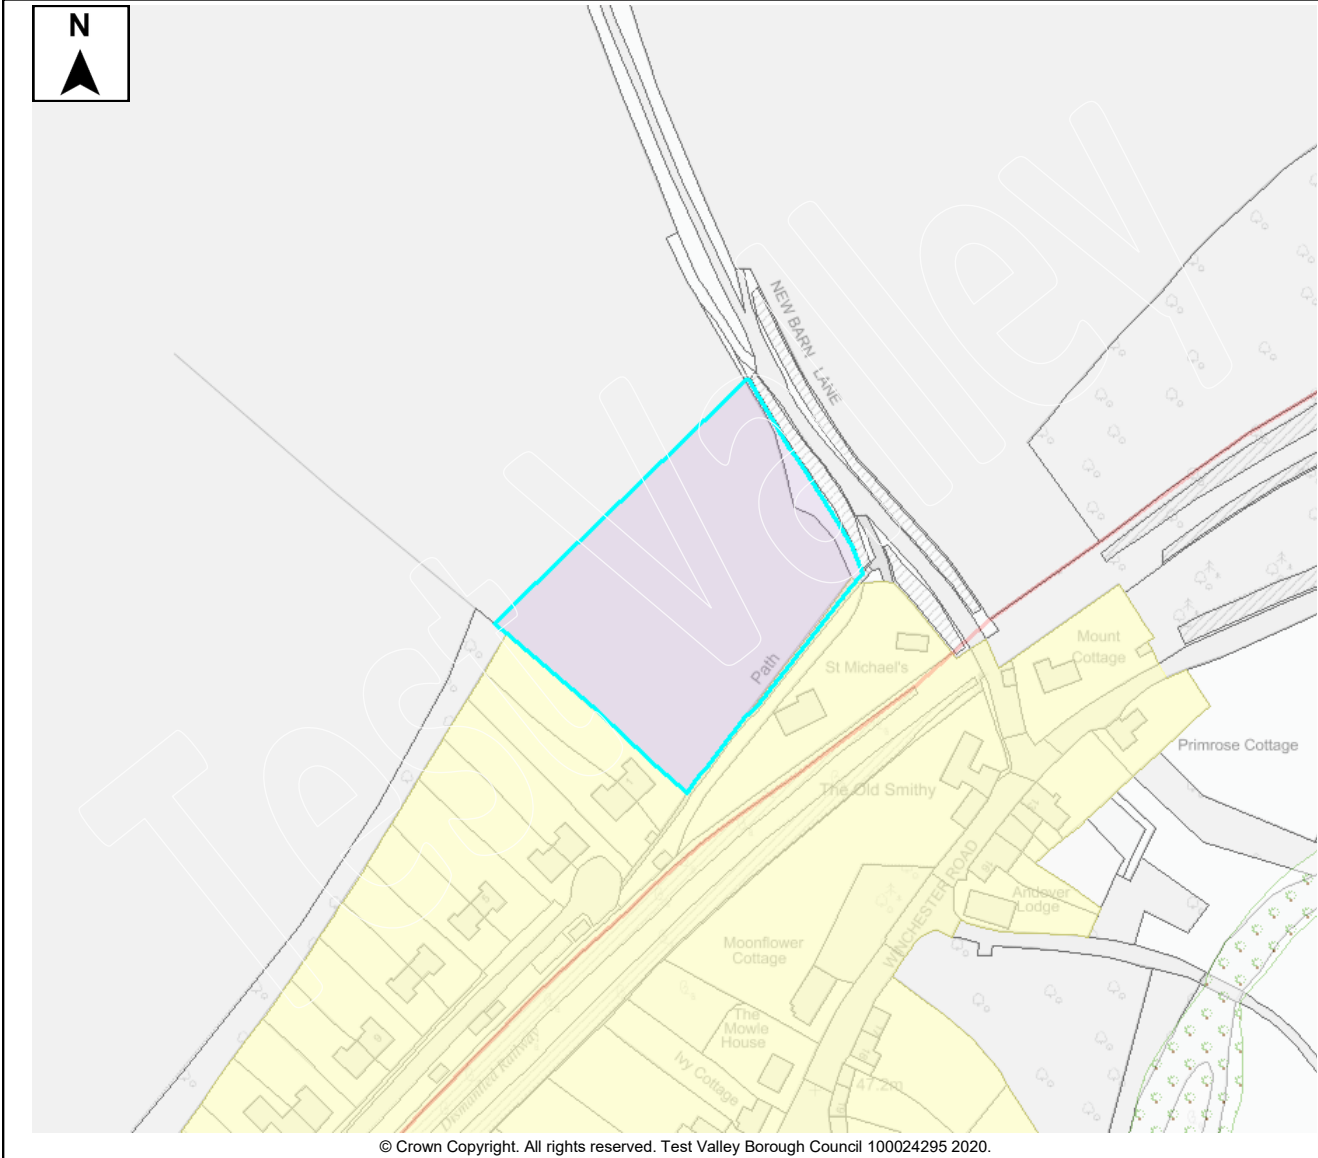 N
NEW BARN LANE
Path
St Michael's
Mount
Cottage
Primrose Cottage
The Old Smithy
WINCHESTER ROAD
Andover
Lodge
Moonflower
Cottage
The
Mowle
House
Ivy Cottage
47.2m
Dismantled Railway
Test Valley
© Crown Copyright. All rights reserved. Test Valley Borough Council 100024295 2020.